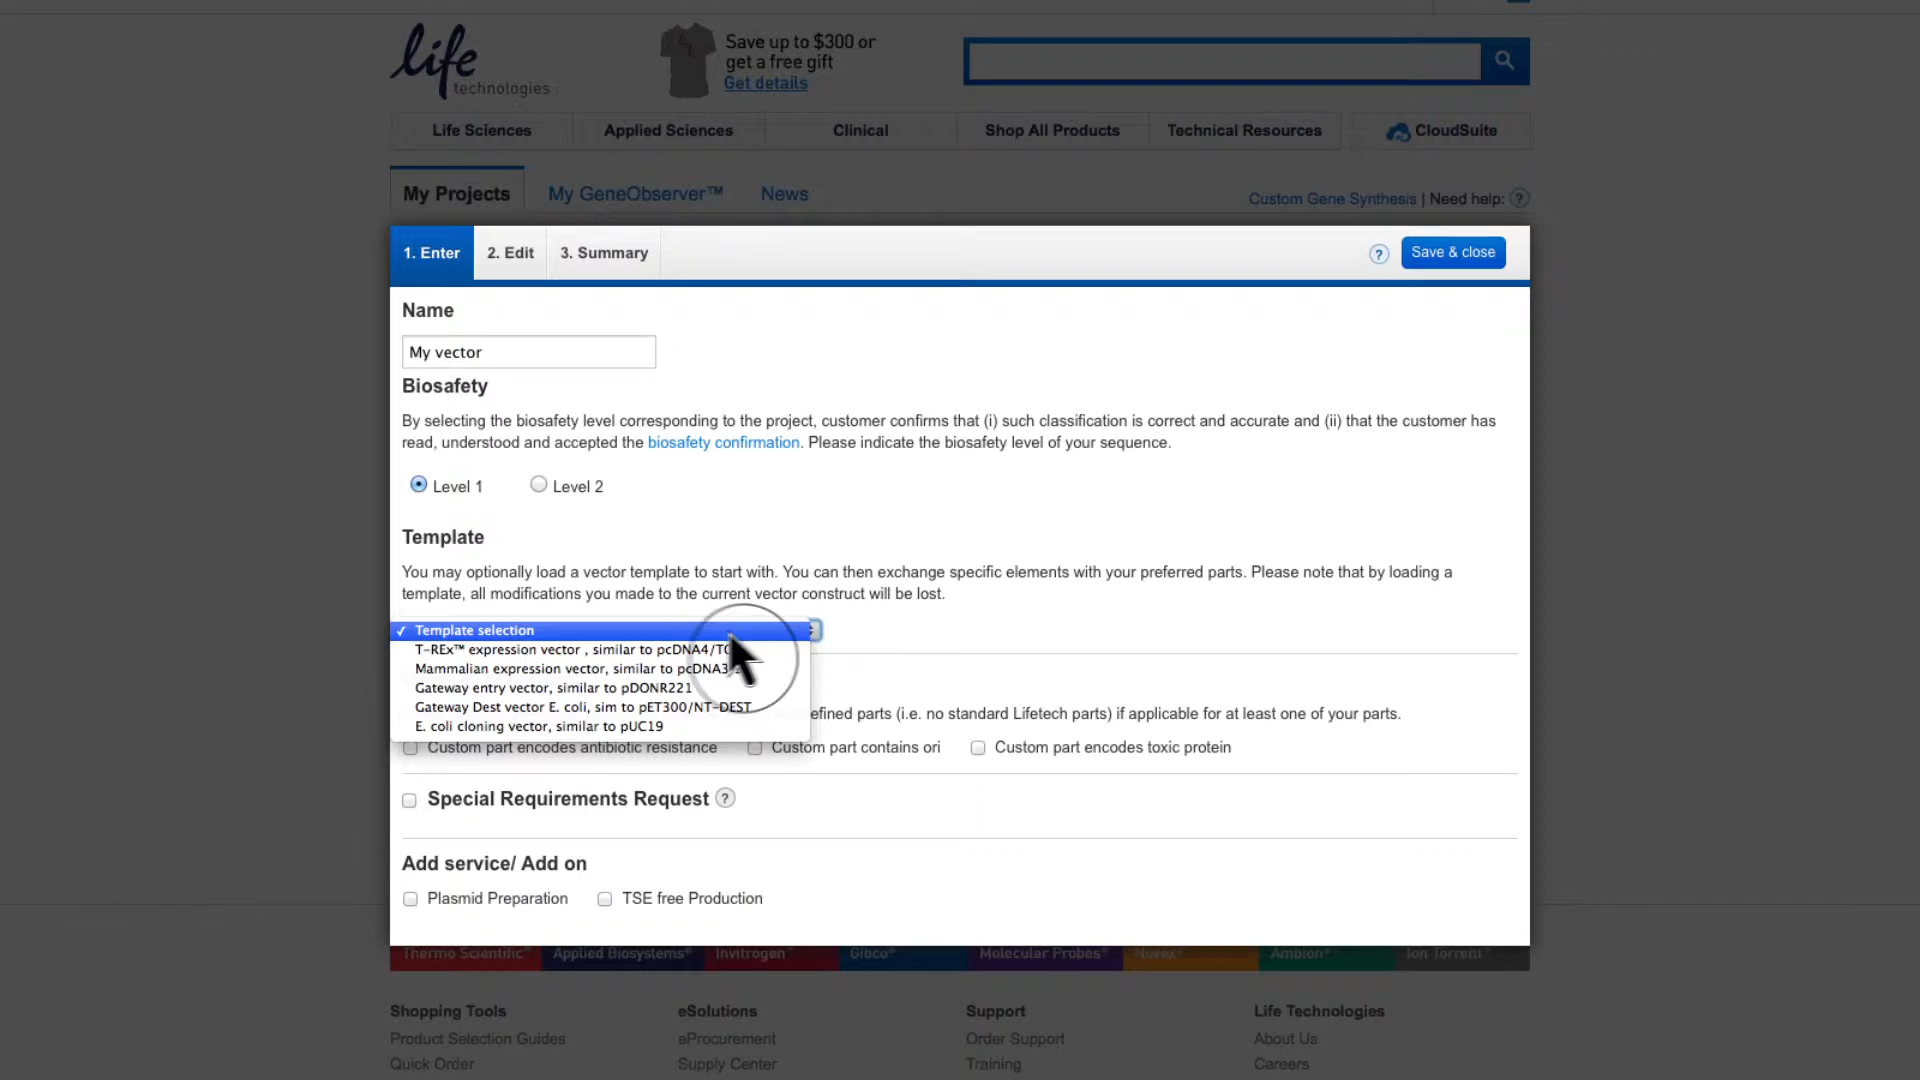 life
technologies
Save up to $300 or
get a free gift
Get details
Life Sciences
Applied Sciences
Clinical
Shop All Products
Technical Resources
CloudSuite
My Projects
My GeneObserver™
News
Custom Gene Synthesis | Need help: ?
1. Enter
2. Edit
3. Summary
?
Save & close
Name
My vector
Biosafety
By selecting the biosafety level corresponding to the project, customer confirms that (i) such classification is correct and accurate and (ii) that the customer has
read, understood and accepted the biosafety confirmation. Please indicate the biosafety level of your sequence.
Level 1
Level 2
Template
You may optionally load a vector template to start with. You can then exchange specific elements with your preferred parts. Please note that by loading a
template, all modifications you made to the current vector construct will be lost.
✓ Template selection
T-REx™ expression vector , similar to
Mammalian expression vector, similar to
Gateway entry vector, similar to pDONR221
Gateway Dest vector E. coli, sim to pET300/NT-DEST
parts (i.e. no standard Lifetech parts) if applicable for at least one of your parts.
E. coli cloning vector, similar to pUC19
Custom part encodes antibiotic resistance
Custom part contains ori
Custom part encodes toxic protein
Special Requirements Request ?
Add service/ Add on
Plasmid Preparation
TSE free Production
Thermo Scientific®
Applied Biosystems®
Invitrogen™
Gibco®
Molecular Probes®
Novex®
Ambion®
Ion Torrent™
Shopping Tools
eSolutions
Support
Life Technologies
Product Selection Guides
eProcurement
Order Support
About Us
Quick Order
Supply Center
Training
Careers